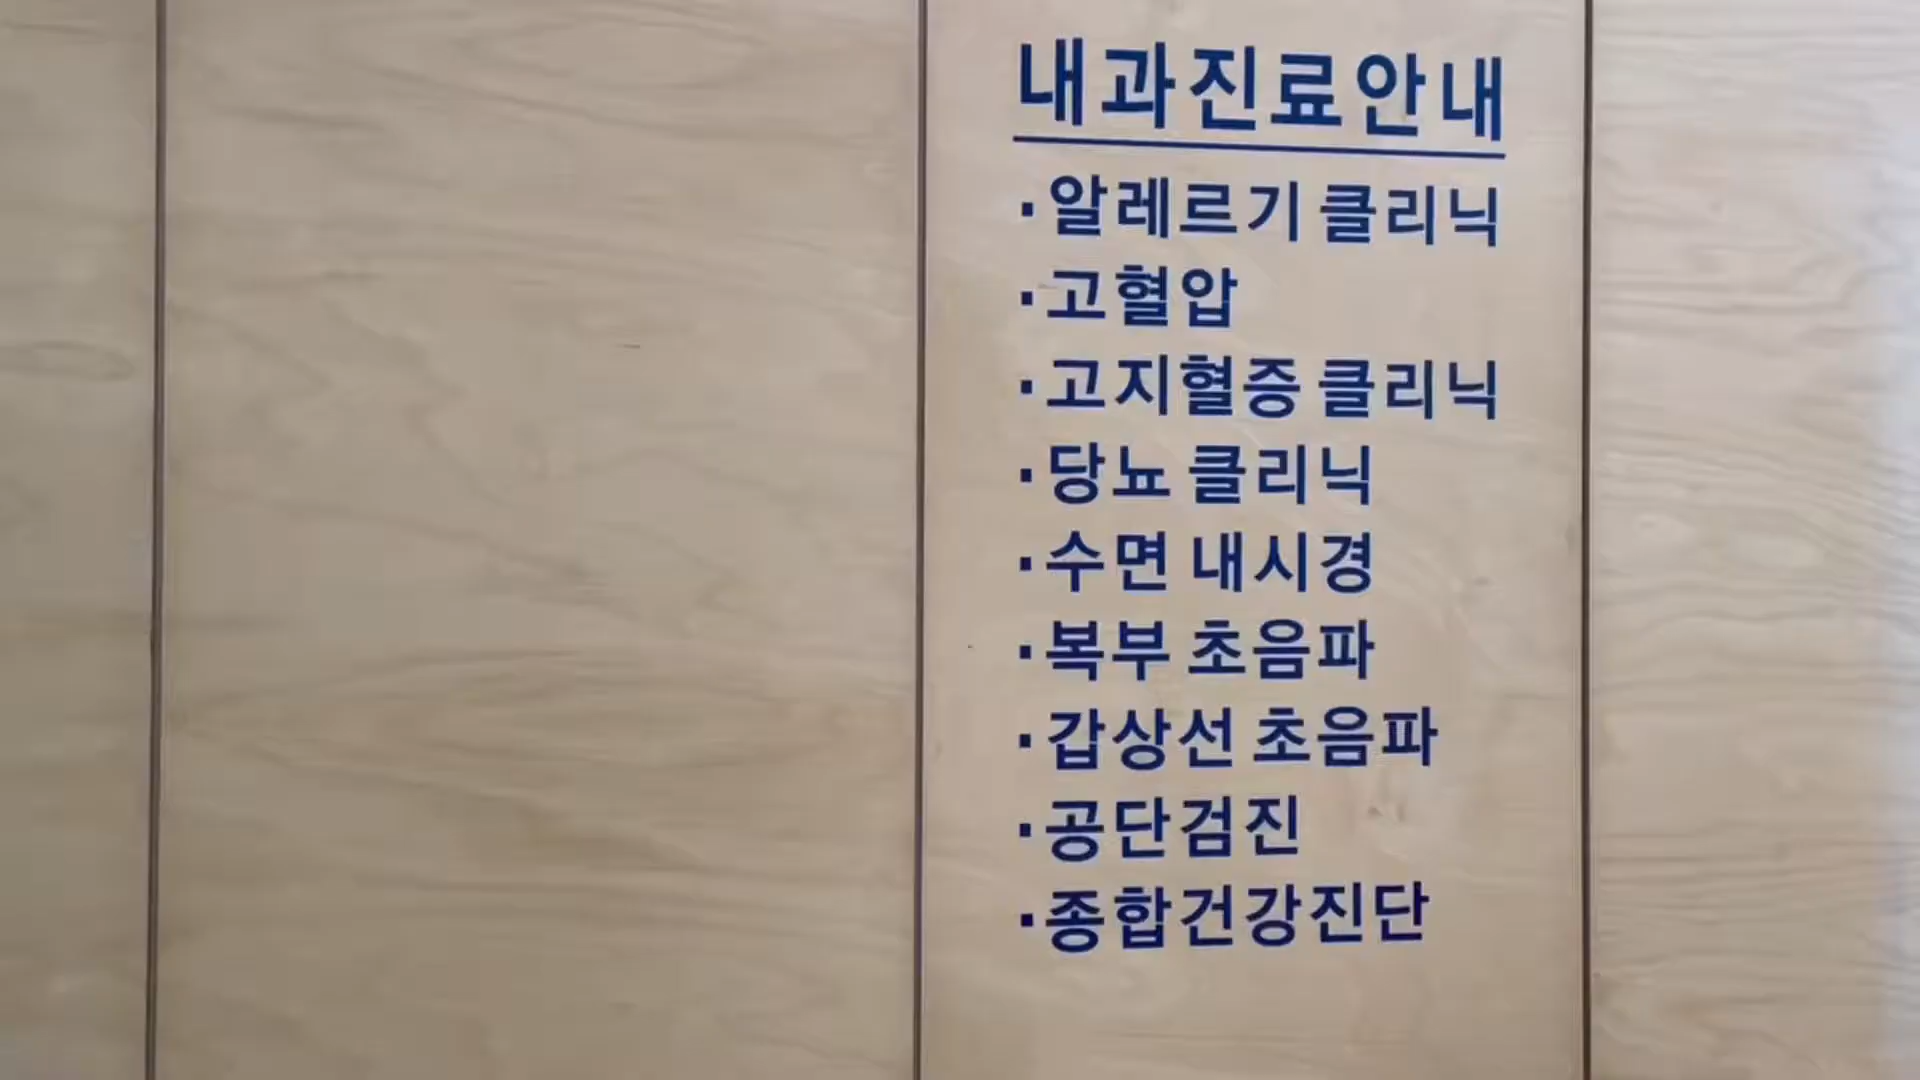 내과진료안내
·알레르기 클리닉
·고혈압
·고지혈증 클리닉
·당뇨 클리닉
·수면 내시경
·복부 초음파
·갑상선 초음파
·공단검진
·종합건강진단